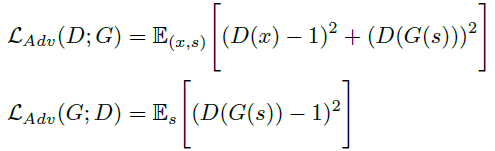 ℒ_{Adv}(D; G) = 𝔼_{(x,s)}[(D(x) − 1)² + (D(G(s)))²]
ℒ_{Adv}(G; D) = 𝔼_s[(D(G(s)) − 1)²]